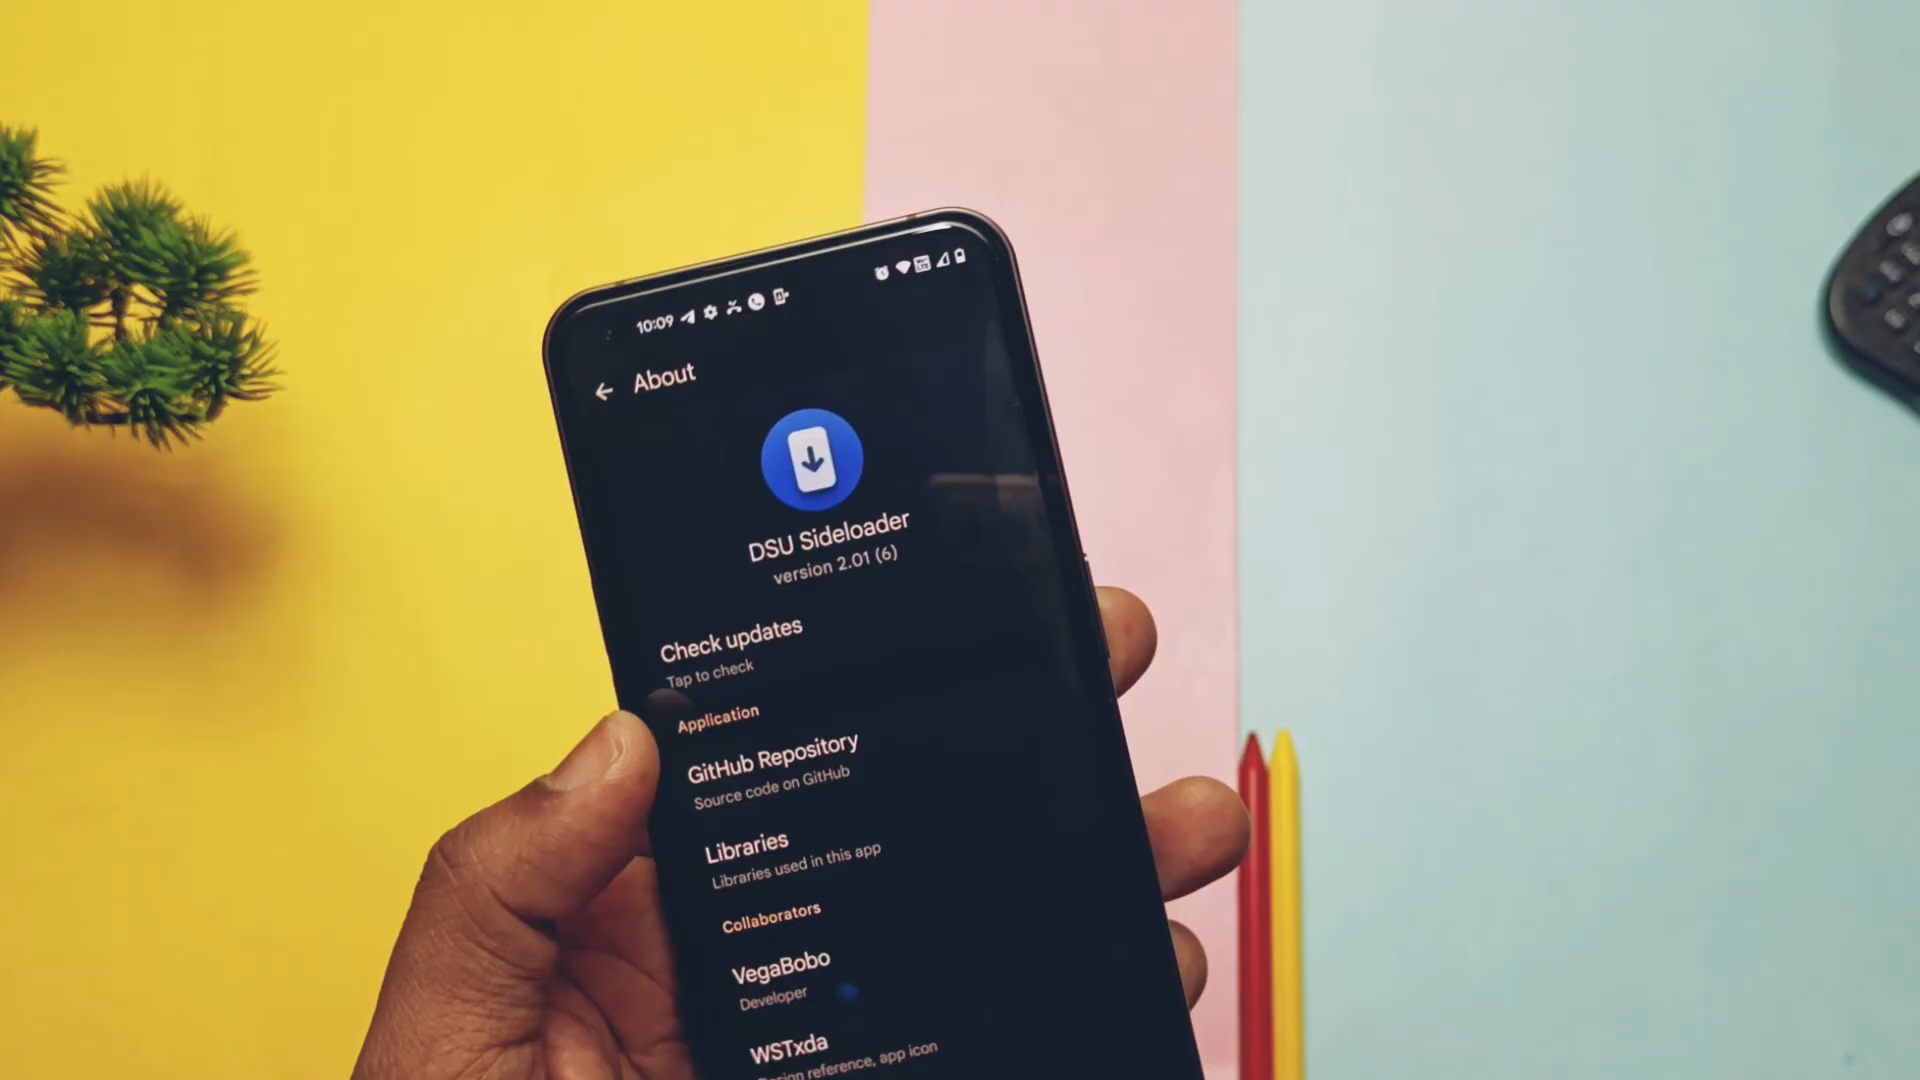 10:09
About
DSU Sideloader
version 2.01 (6)
Check updates
Tap to check
Application
GitHub Repository
Source code on GitHub
Libraries
Libraries used in this app
Collaborators
VegaBobo
Developer
WSTxda
Design reference, app icon